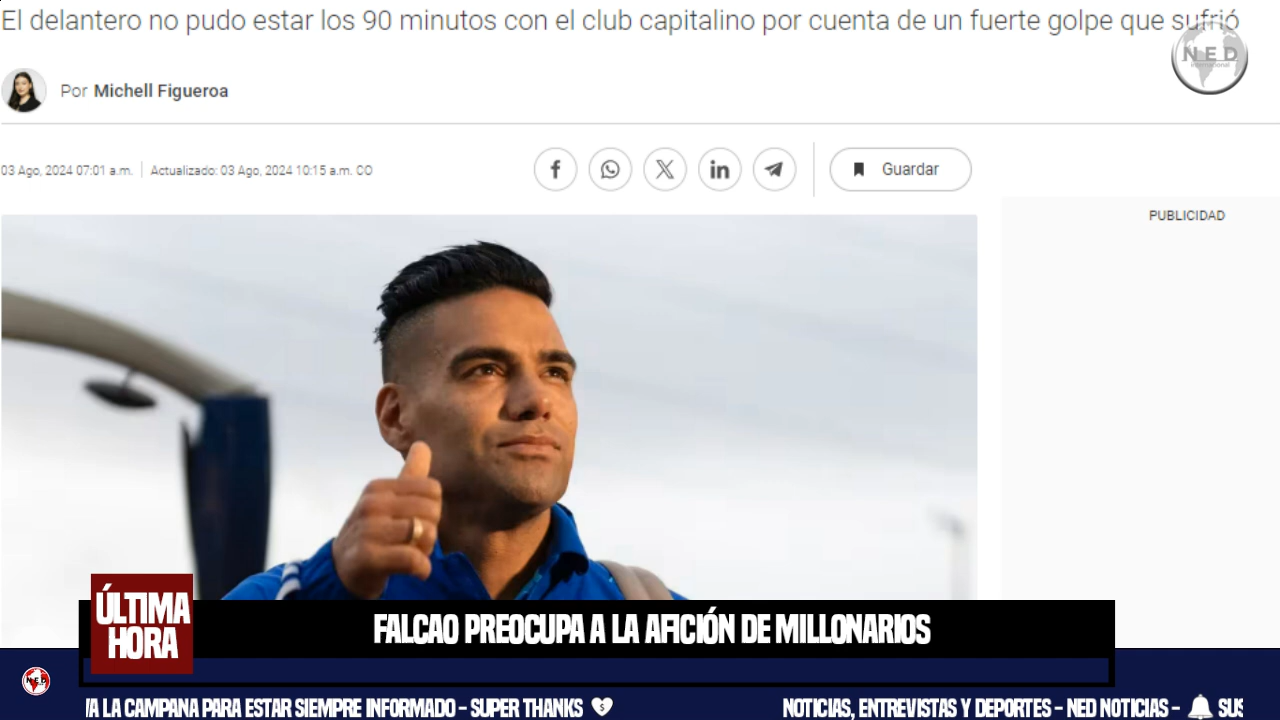 El delantero no pudo estar los 90 minutos con el club capitalino por cuenta de un fuerte golpe que sufrió
NED
international
Por Michell Figueroa
03 Ago, 2024 07:01 a.m.
Actualizado: 03 Ago, 2024 10:15 a.m. CO
Guardar
PUBLICIDAD
ÚLTIMA
HORA
FALCAO PREOCUPA A LA AFICIÓN DE MILLONARIOS
NED
LA CAMPANA PARA ESTAR SIEMPRE INFORMADO - SUPER THANKS
NOTICIAS, ENTREVISTAS Y DEPORTES - NED NOTICIAS -